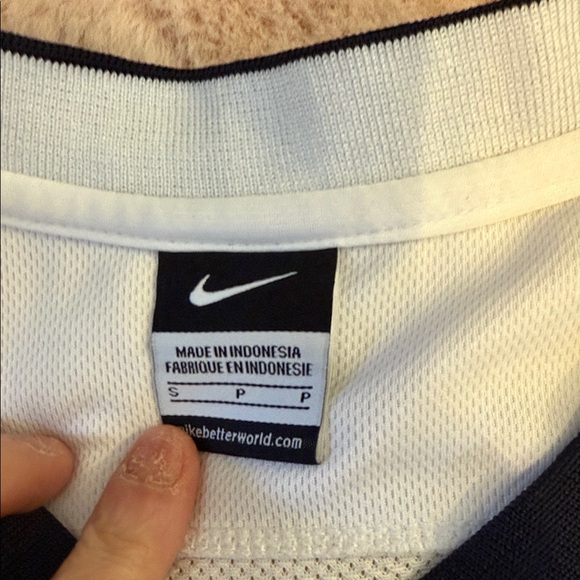 MADE IN INDONESIA
FABRIQUE EN INDONESIE
S P P
ikebetterworld.com